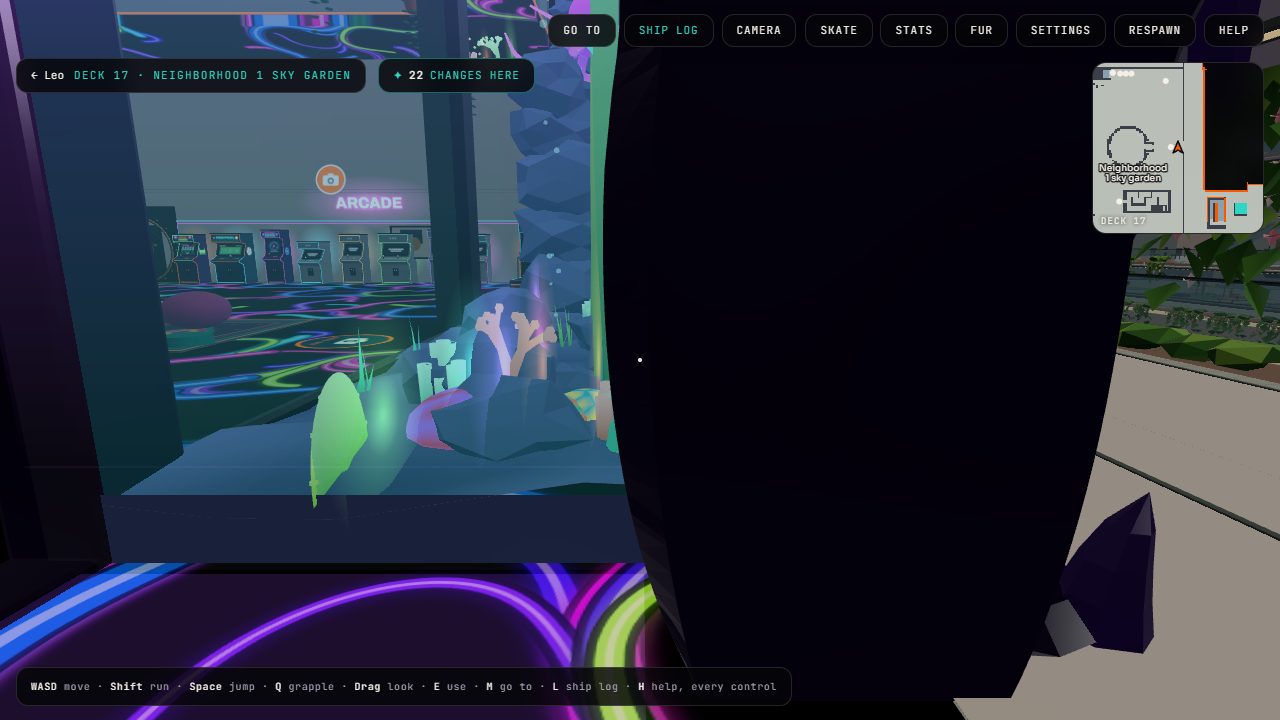 GO TO
SHIP LOG
CAMERA
SKATE
STATS
FUR
SETTINGS
RESPAWN
HELP
← Leo DECK 17 · NEIGHBORHOOD 1 SKY GARDEN
✦ 22 CHANGES HERE
Neighborhood
1 sky garden
DECK 17
ARCADE
WASD move · Shift run · Space jump · Q grapple · Drag look · E use · M go to · L ship log · H help, every control